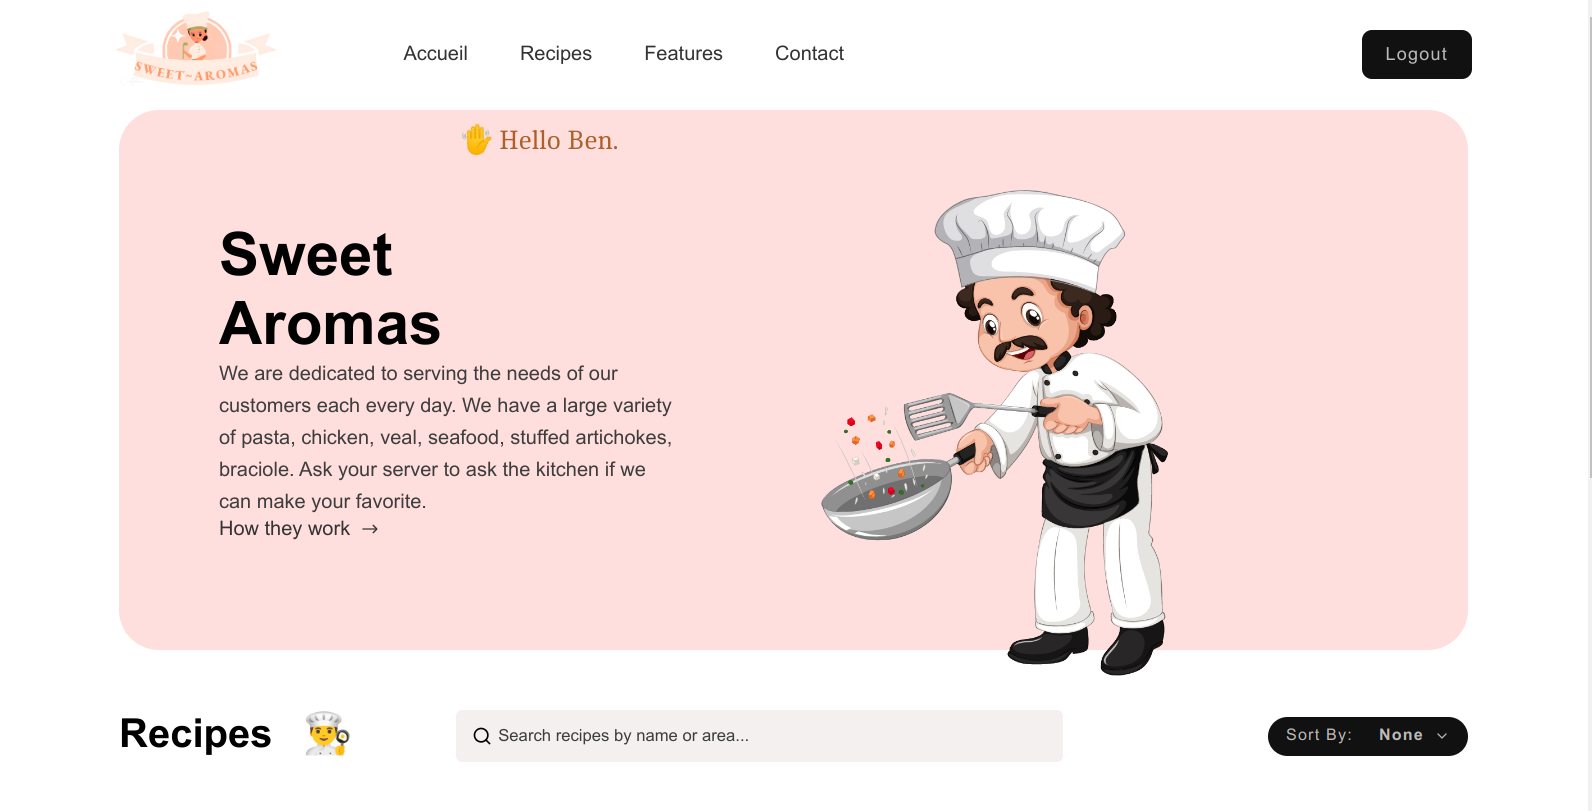 SWEET~AROMAS
Accueil
Recipes
Features
Contact
Logout
Hello Ben.
Sweet
Aromas
We are dedicated to serving the needs of our
customers each every day. We have a large variety
of pasta, chicken, veal, seafood, stuffed artichokes,
braciole. Ask your server to ask the kitchen if we
can make your favorite.
How they work →
Recipes
Search recipes by name or area...
Sort By: None